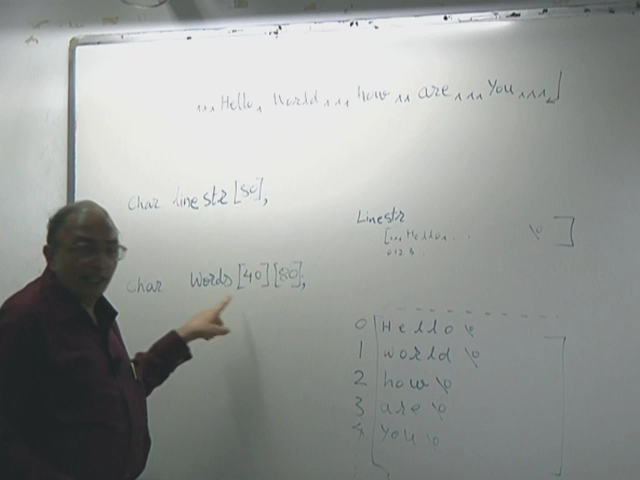 ...Hello, World,...how,..are,...You,...
char linestr[80],
Linestr
[...Hello,.. \0]
0 1 2 3
char Words[40][80],
0 Hello\0
1 world\0
2 how\0
3 are\0
4 You\0